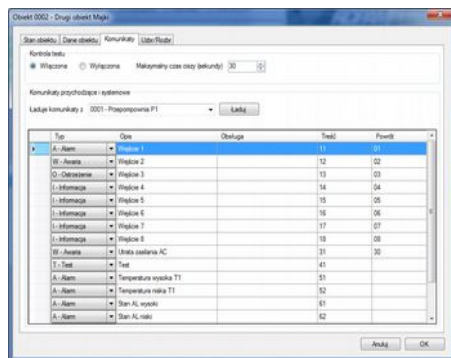 Obiekt 0002 - Drugi obiekt Majki
Stan obiektu Dane obiektu Komunikaty Uzbr/Rozbr
Kontrola testu
Włączona Wyłączona Maksymalny czas ciszy (sekundy) 30
Komunikaty przychodzące i systemowe
Ładuje komunikaty z 0001 - Przepompownia P1 Ładuj
Typ Opis Obsługa Treść Powrót
A - Alarm Wejście 1 11 01
W - Awaria Wejście 2 12 02
O - Ostrzeżenie Wejście 3 13 03
I - Informacja Wejście 4 14 04
I - Informacja Wejście 5 15 05
I - Informacja Wejście 6 16 06
I - Informacja Wejście 7 17 07
I - Informacja Wejście 8 18 08
W - Awaria Utrata zasilania AC 31 30
T - Test Test 41
A - Alarm Temperatura wysoka T1 51
A - Alarm Temperatura niska T1 52
A - Alarm Stan AL wysoki 61
A - Alarm Stan AL niski 62
Anuluj OK